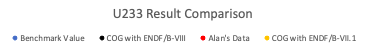 U233 Result Comparison
Benchmark Value COG with ENDF/B-VIII Alan's Data COG with ENDF/B-VII.1